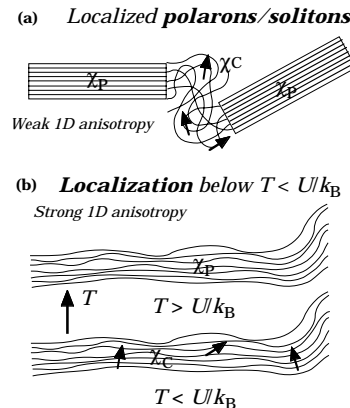 (a) Localized polarons/solitons
χC
χP
χP
Weak 1D anisotropy
(b) Localization below T < U/kB
Strong 1D anisotropy
χP
T
T > U/kB
χC
T < U/kB